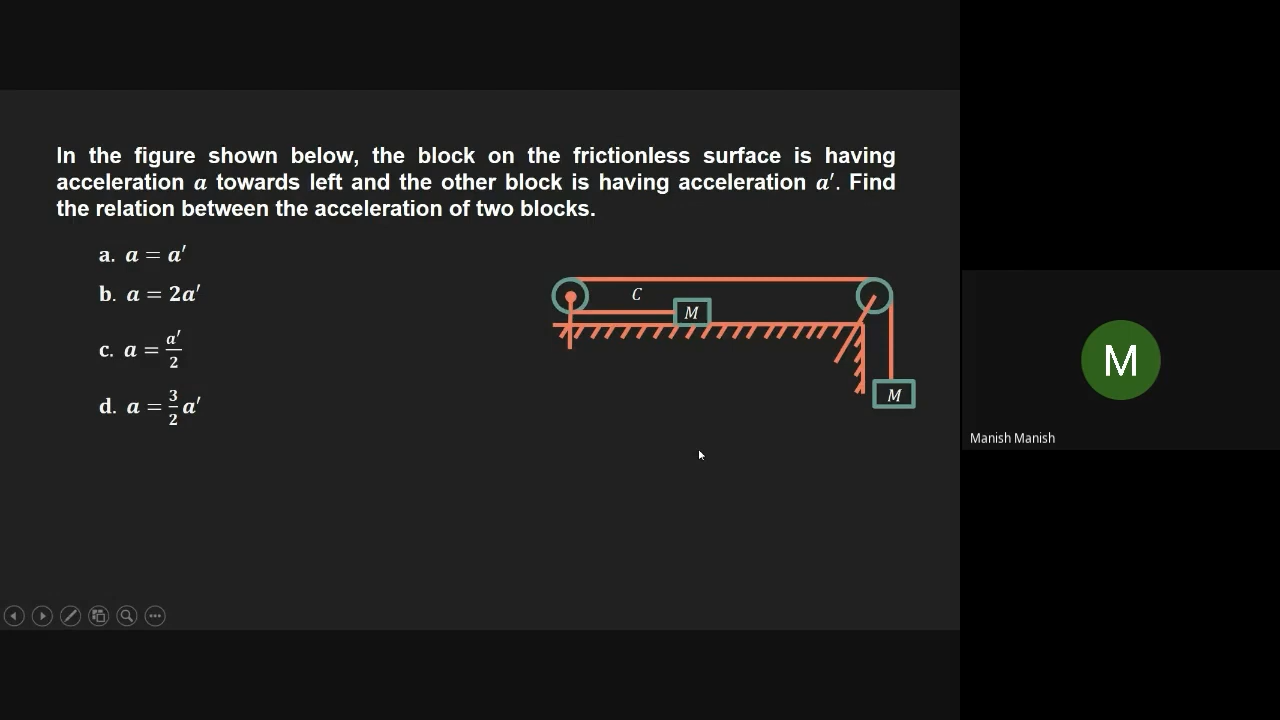 In the figure shown below, the block on the frictionless surface is having
acceleration a towards left and the other block is having acceleration a′. Find
the relation between the acceleration of two blocks.
a. a = a′
b. a = 2a′
c. a = a′/2
d. a = 3/2 a′
C
M
M
M
Manish Manish